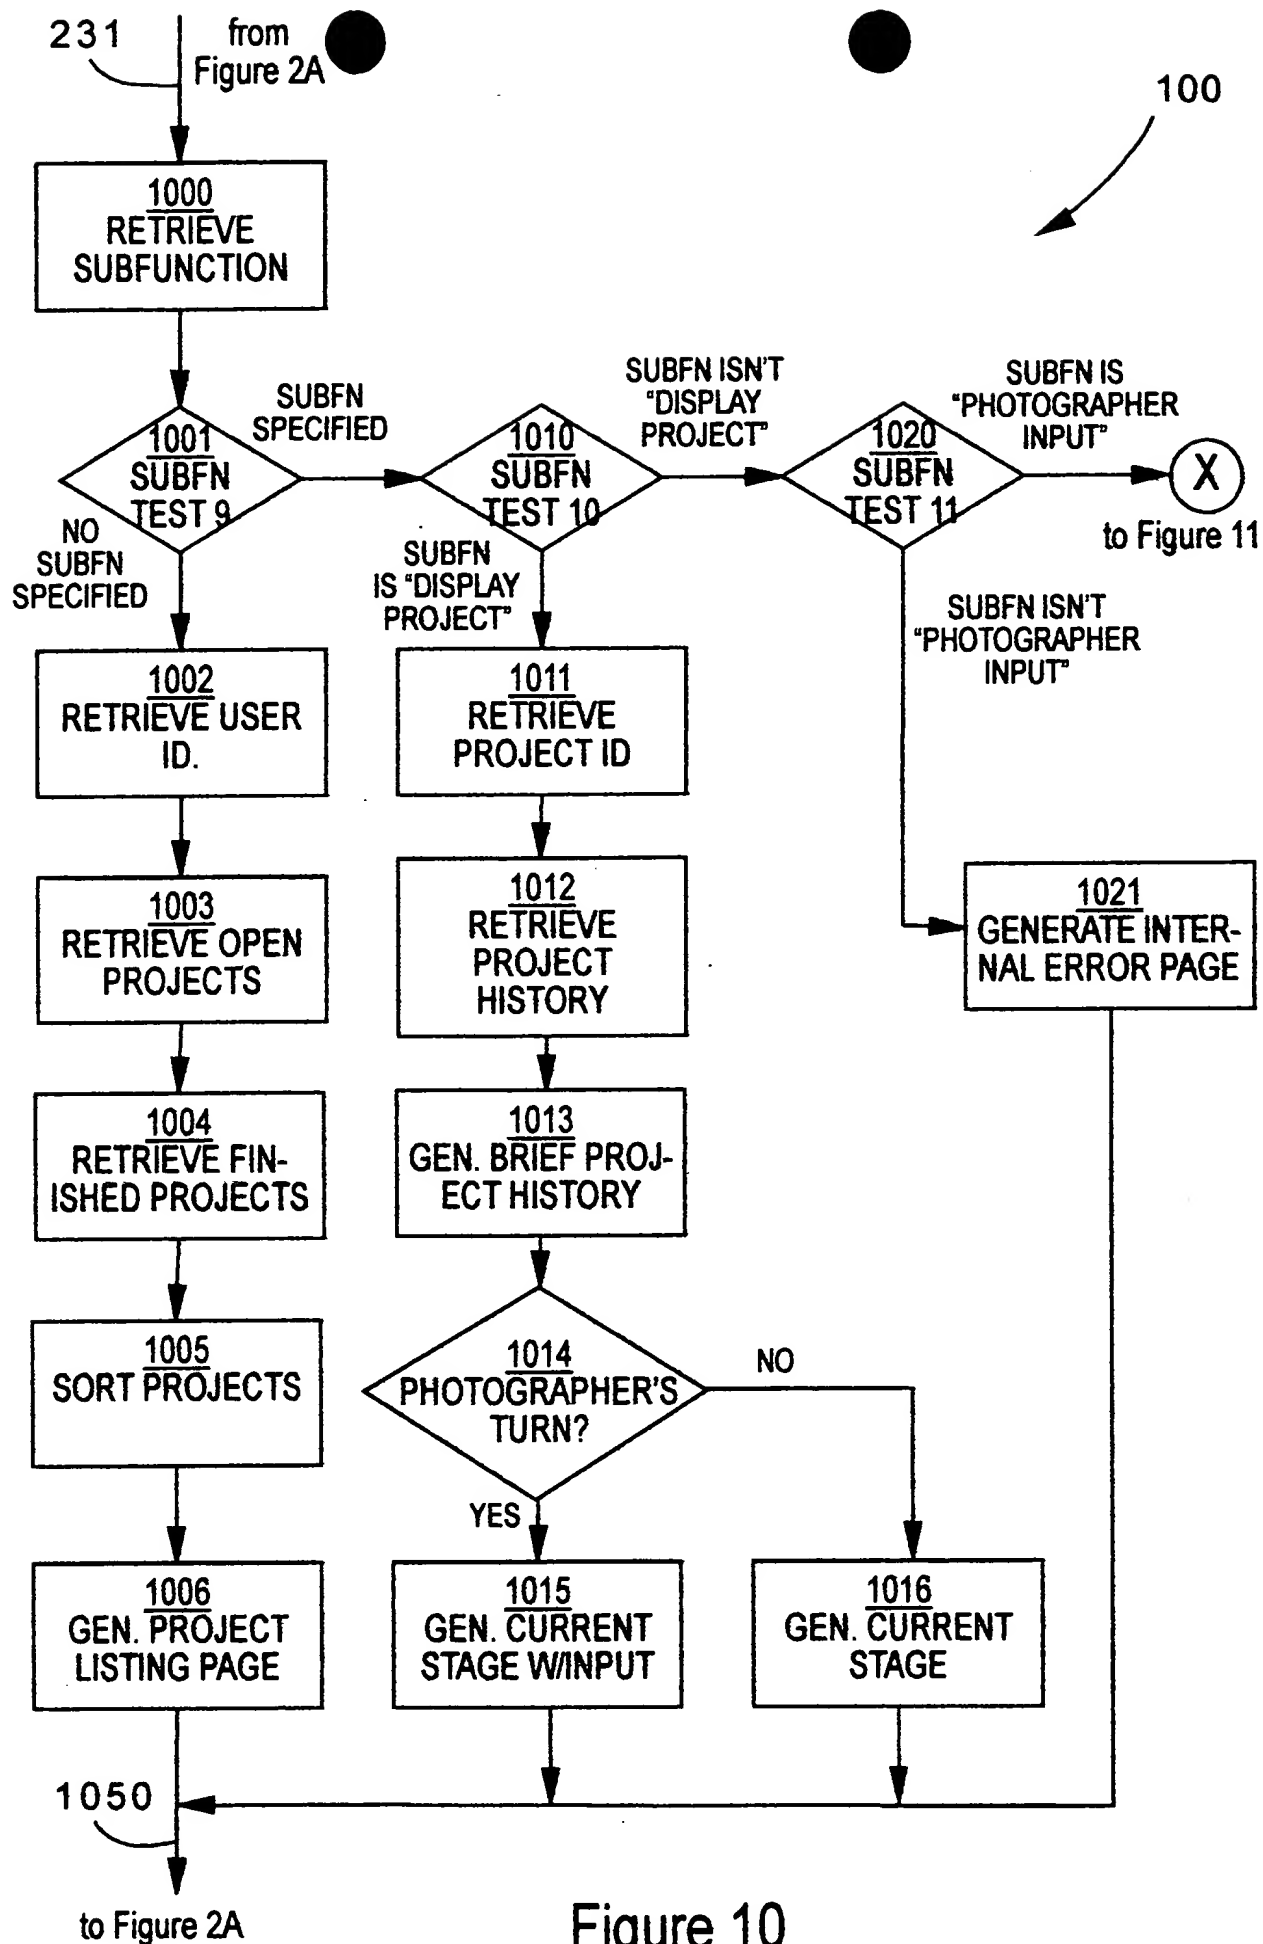 231
from
Figure 2A
100
1000
RETRIEVE
SUBFUNCTION
SUBFN
SPECIFIED
SUBFN ISN'T
"DISPLAY
PROJECT"
SUBFN IS
"PHOTOGRAPHER
INPUT"
1001
SUBFN
TEST 9
1010
SUBFN
TEST 10
1020
SUBFN
TEST 11
X
to Figure 11
NO
SUBFN
SPECIFIED
SUBFN
IS "DISPLAY
PROJECT"
SUBFN ISN'T
"PHOTOGRAPHER
INPUT"
1002
RETRIEVE USER
ID.
1011
RETRIEVE
PROJECT ID
1003
RETRIEVE OPEN
PROJECTS
1012
RETRIEVE
PROJECT
HISTORY
1021
GENERATE INTER-
NAL ERROR PAGE
1004
RETRIEVE FIN-
ISHED PROJECTS
1013
GEN. BRIEF PROJ-
ECT HISTORY
1005
SORT PROJECTS
1014
PHOTOGRAPHER'S
TURN?
NO
YES
1006
GEN. PROJECT
LISTING PAGE
1015
GEN. CURRENT
STAGE W/INPUT
1016
GEN. CURRENT
STAGE
1050
to Figure 2A
Figure 10